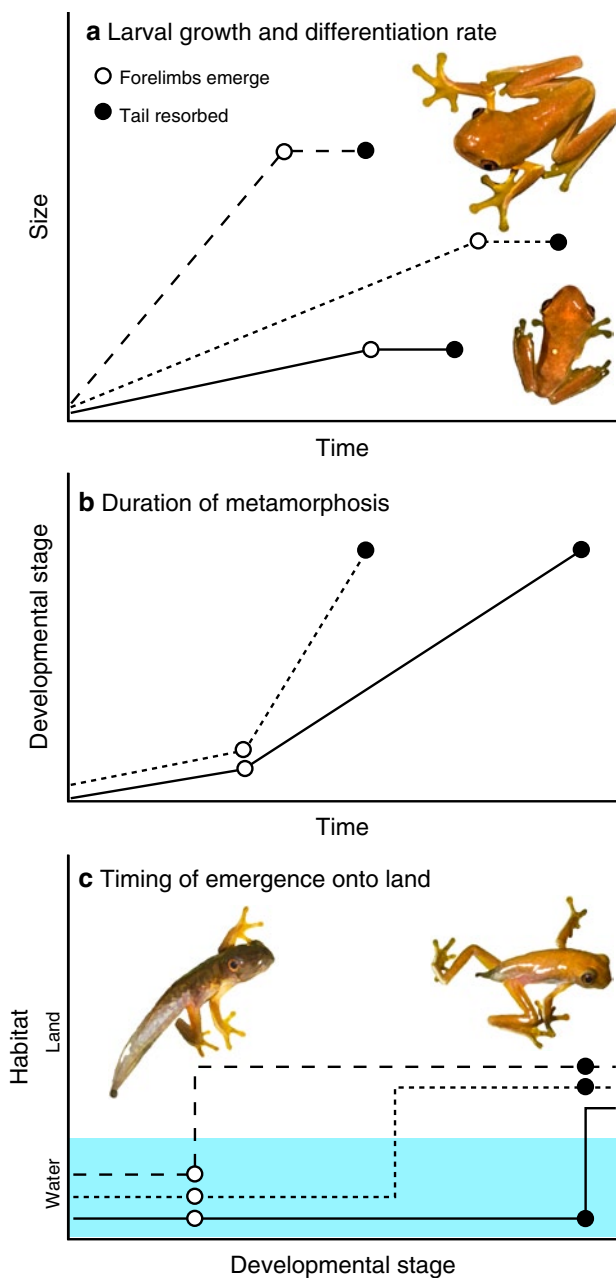 a Larval growth and differentiation rate
Forelimbs emerge
Tail resorbed
Size
Time
b Duration of metamorphosis
Developmental stage
Time
c Timing of emergence onto land
Habitat
Land
Water
Developmental stage